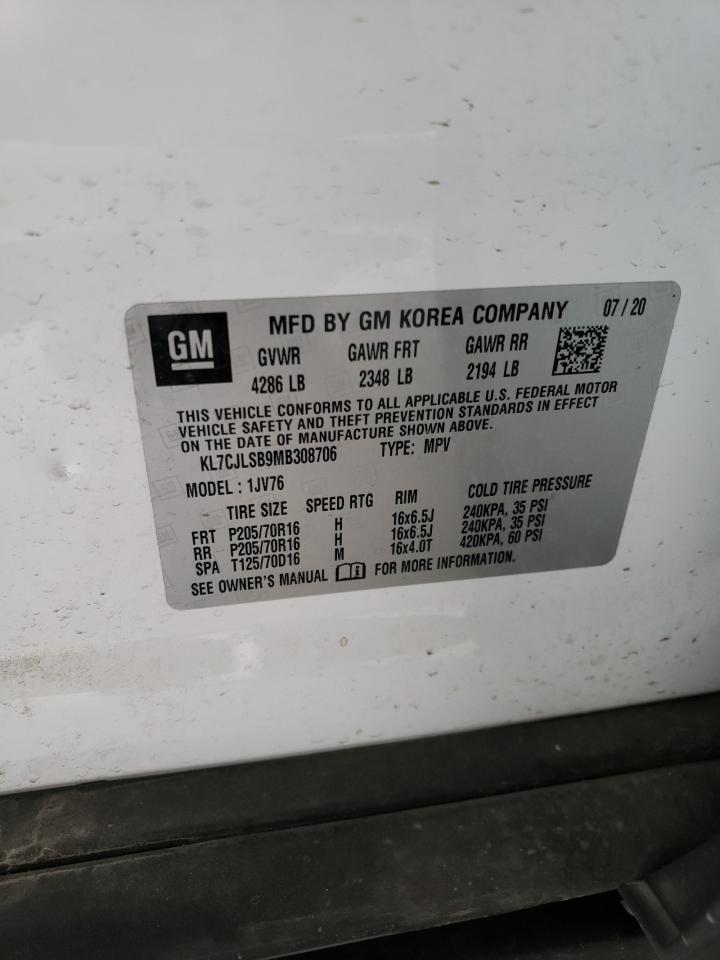 GM
MFD BY GM KOREA COMPANY 07 / 20
GVWR GAWR FRT GAWR RR
4286 LB 2348 LB 2194 LB
THIS VEHICLE CONFORMS TO ALL APPLICABLE U.S. FEDERAL MOTOR
VEHICLE SAFETY AND THEFT PREVENTION STANDARDS IN EFFECT
ON THE DATE OF MANUFACTURE SHOWN ABOVE.
KL7CJLSB9MB308706 TYPE: MPV
MODEL : 1JV76
TIRE SIZE SPEED RTG RIM COLD TIRE PRESSURE
FRT P205/70R16 H 16x6.5J 240KPA, 35 PSI
RR P205/70R16 H 16x6.5J 240KPA, 35 PSI
SPA T125/70D16 M 16x4.0T 420KPA, 60 PSI
SEE OWNER'S MANUAL i FOR MORE INFORMATION.